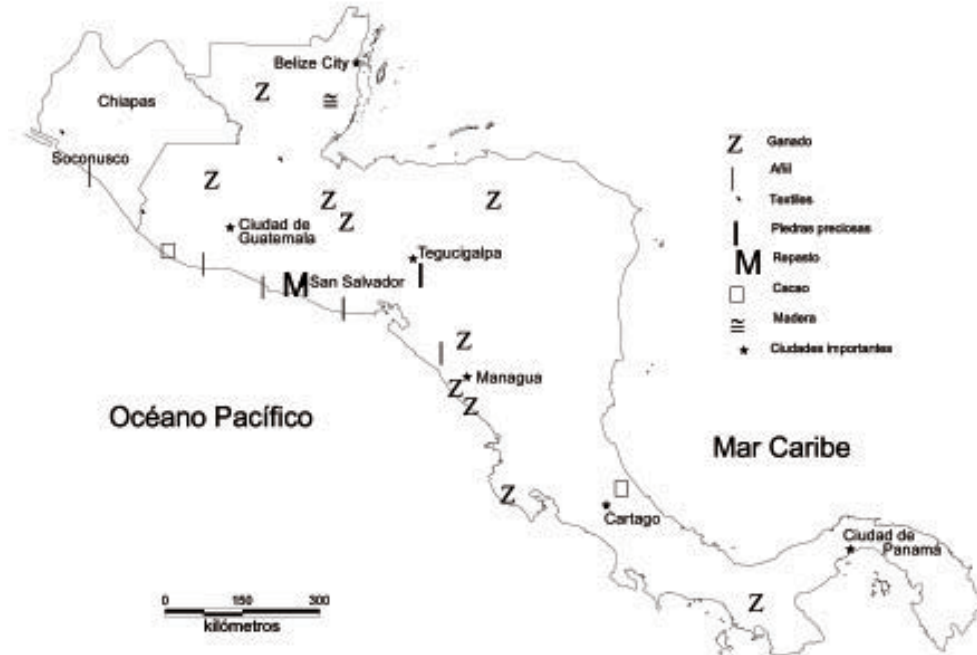 Belize City
Chiapas
Soconusco
Ciudad de
Guatemala
Tegucigalpa
San Salvador
M
Managua
Océano Pacífico
Mar Caribe
Cartago
Ciudad de
Panamá
Z
Z
Z
Z
Z
Z
Z
Z
Z
Z
Z Ganado
Añil
Textiles
Piedras preciosas
M Repasto
Cacao
≅ Madera
Ciudades importantes
0 150 300
kilómetros